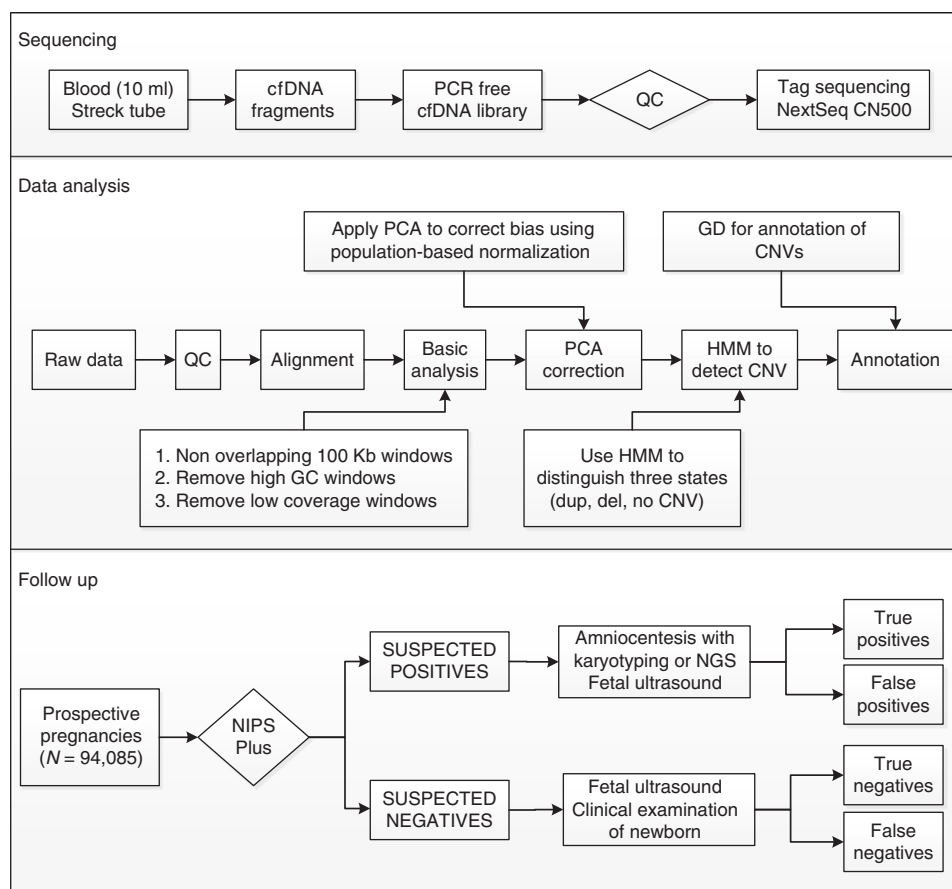 Sequencing
Blood (10 ml)
Streck tube
cfDNA
fragments
PCR free
cfDNA library
QC
Tag sequencing
NextSeq CN500
Data analysis
Apply PCA to correct bias using
population-based normalization
GD for annotation of
CNVs
Raw data
QC
Alignment
Basic
analysis
PCA
correction
HMM to
detect CNV
Annotation
1. Non overlapping 100 Kb windows
2. Remove high GC windows
3. Remove low coverage windows
Use HMM to
distinguish three states
(dup, del, no CNV)
Follow up
Prospective
pregnancies
(N = 94,085)
NIPS
Plus
SUSPECTED
POSITIVES
Amniocentesis with
karyotyping or NGS
Fetal ultrasound
True
positives
False
positives
SUSPECTED
NEGATIVES
Fetal ultrasound
Clinical examination
of newborn
True
negatives
False
negatives